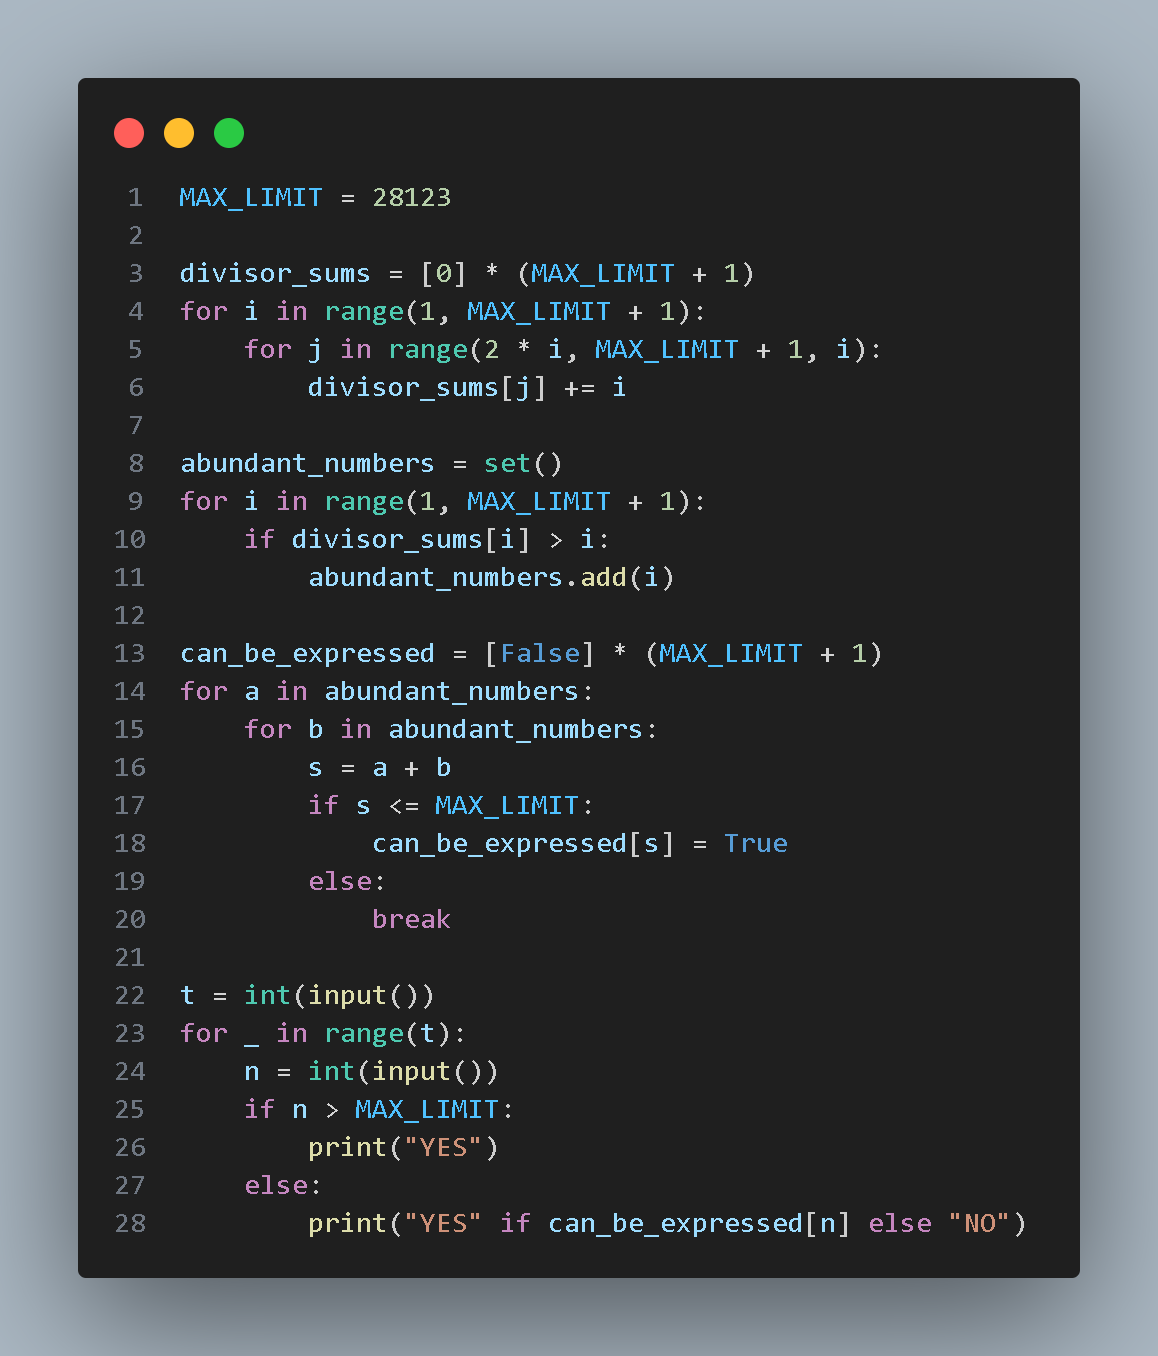 1 MAX_LIMIT = 28123
2
3 divisor_sums = [0] * (MAX_LIMIT + 1)
4 for i in range(1, MAX_LIMIT + 1):
5     for j in range(2 * i, MAX_LIMIT + 1, i):
6         divisor_sums[j] += i
7
8 abundant_numbers = set()
9 for i in range(1, MAX_LIMIT + 1):
10     if divisor_sums[i] > i:
11         abundant_numbers.add(i)
12
13 can_be_expressed = [False] * (MAX_LIMIT + 1)
14 for a in abundant_numbers:
15     for b in abundant_numbers:
16         s = a + b
17         if s <= MAX_LIMIT:
18             can_be_expressed[s] = True
19         else:
20             break
21
22 t = int(input())
23 for _ in range(t):
24     n = int(input())
25     if n > MAX_LIMIT:
26         print("YES")
27     else:
28         print("YES" if can_be_expressed[n] else "NO")